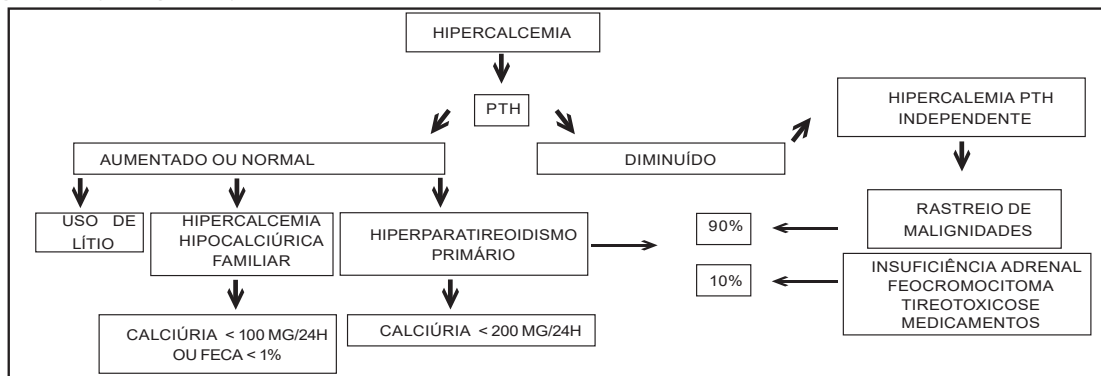 HIPERCALCEMIA
PTH
HIPERCALEMIA PTH
INDEPENDENTE
AUMENTADO OU NORMAL
DIMINUÍDO
USO DE
LÍTIO
HIPERCALCEMIA
HIPOCALCIÚRICA
FAMILIAR
HIPERPARATIREOIDISMO
PRIMÁRIO
90%
RASTREIO DE
MALIGNIDADES
10%
INSUFICIÊNCIA ADRENAL
FEOCROMOCITOMA
TIREOTOXICOSE
MEDICAMENTOS
CALCIÚRIA < 100 MG/24H
OU FECA < 1%
CALCIÚRIA < 200 MG/24H